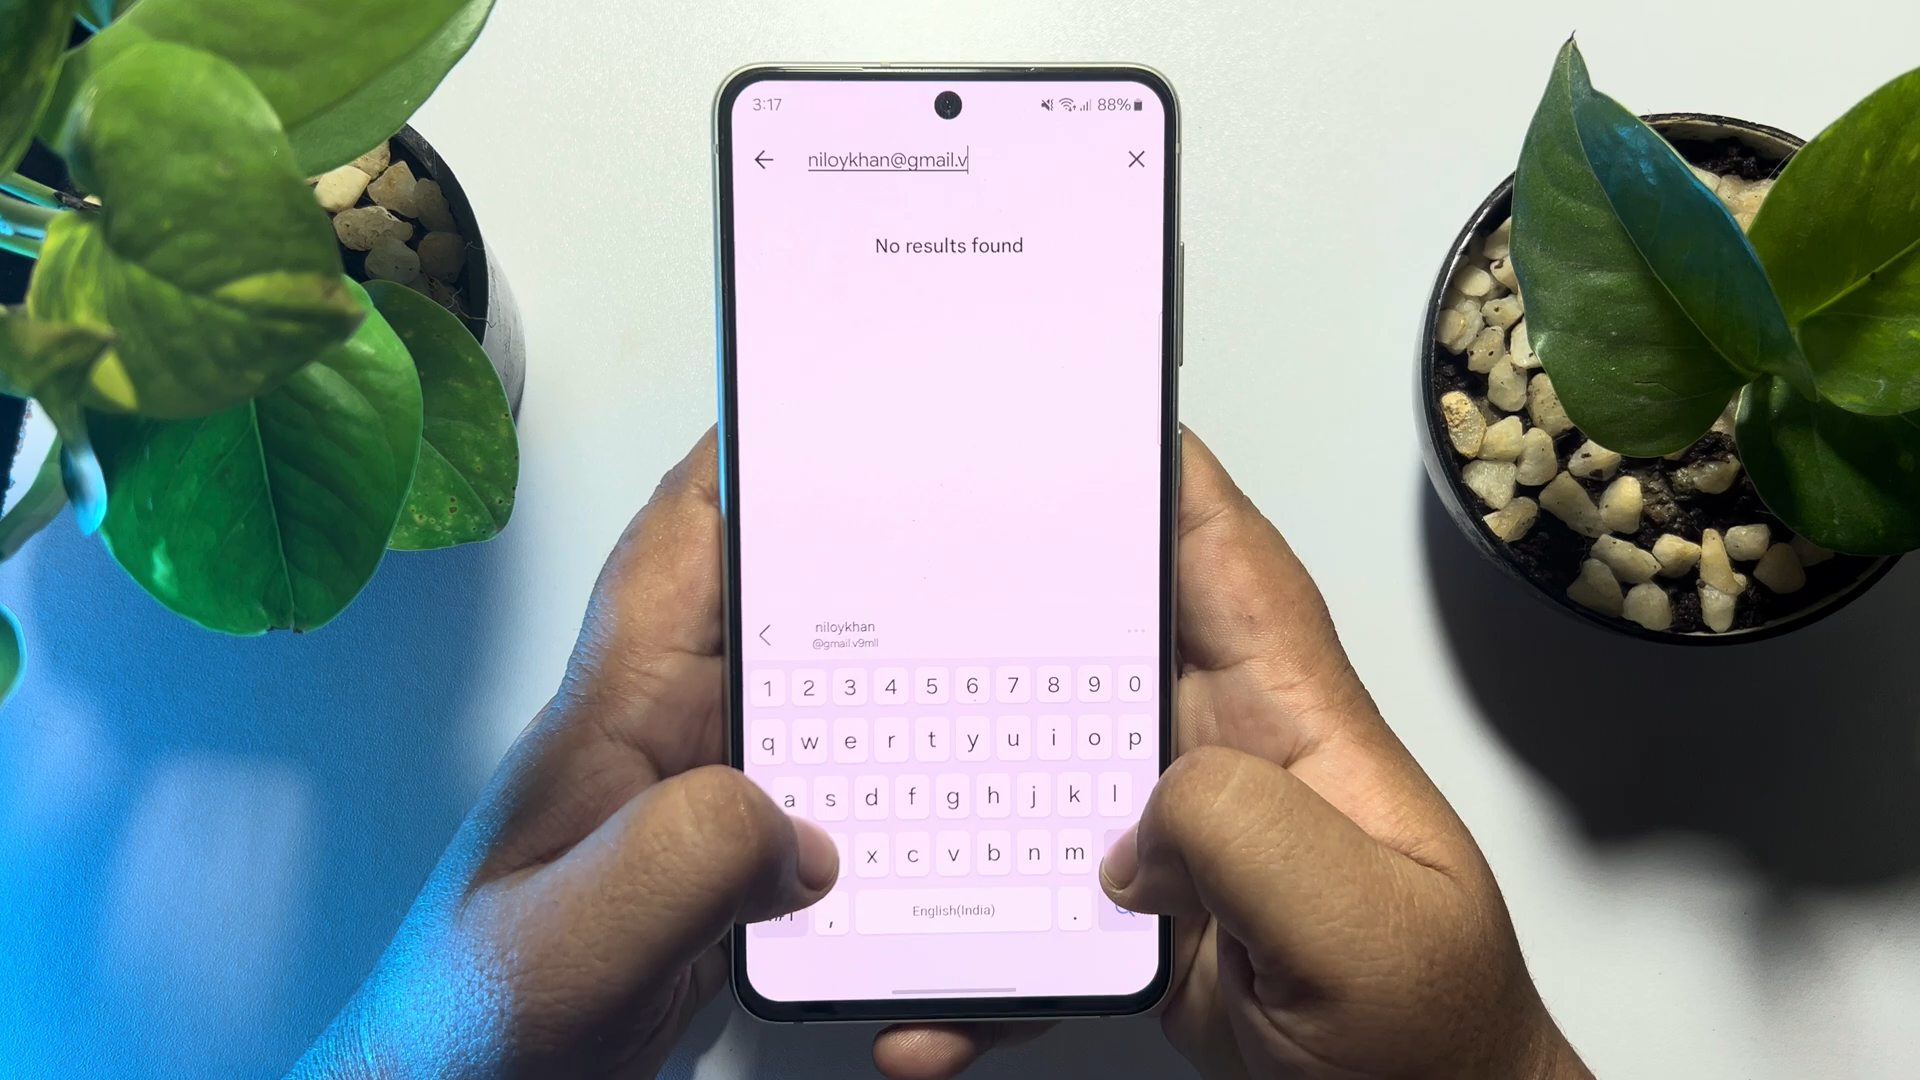 3:17
88%
niloykhan@gmail.v
No results found
niloykhan
@gmail.v9mll
1 2 3 4 5 6 7 8 9 0
q w e r t y u i o p
a s d f g h j k l
x c v b n m
, English(India) .